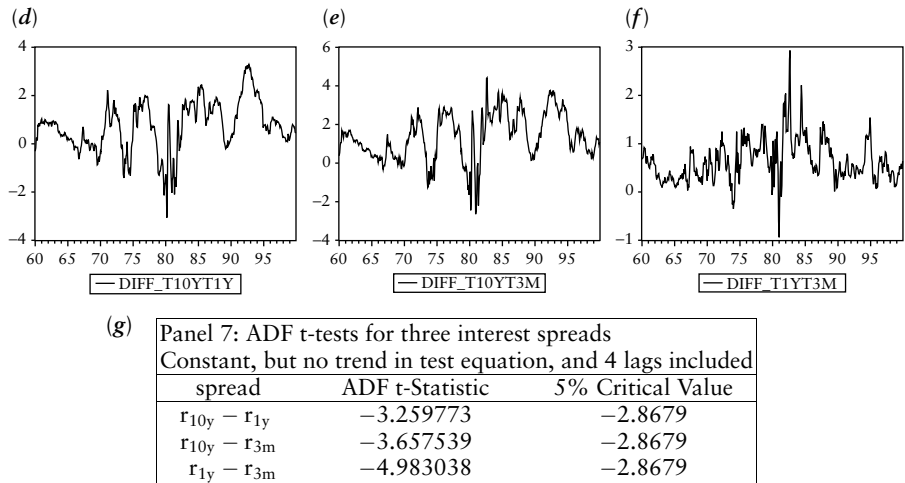 (d)
(e)
(f)
4
2
0
−2
−4
60 65 70 75 80 85 90 95
DIFF_T10YT1Y
6
4
2
0
−2
−4
60 65 70 75 80 85 90 95
DIFF_T10YT3M
3
2
1
0
−1
60 65 70 75 80 85 90 95
DIFF_T1YT3M
(g)
Panel 7: ADF t-tests for three interest spreads
Constant, but no trend in test equation, and 4 lags included
spread ADF t-Statistic 5% Critical Value
r10y − r1y −3.259773 −2.8679
r10y − r3m −3.657539 −2.8679
r1y − r3m −4.983038 −2.8679